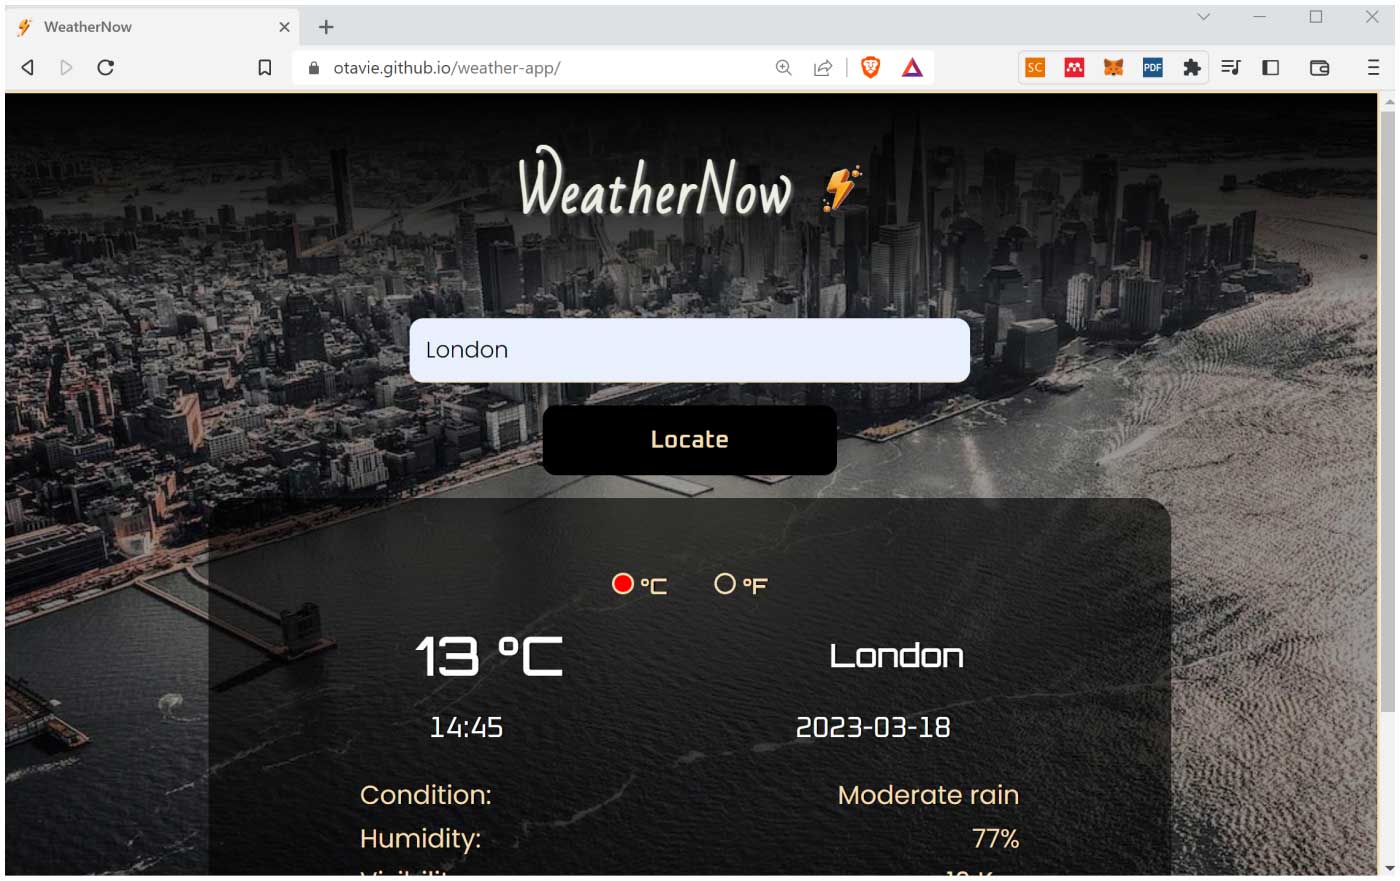 WeatherNow
otavie.github.io/weather-app/
SC
PDF
WeatherNow
London
Locate
°C °F
13 °C London
14:45 2023-03-18
Condition: Moderate rain
Humidity: 77%